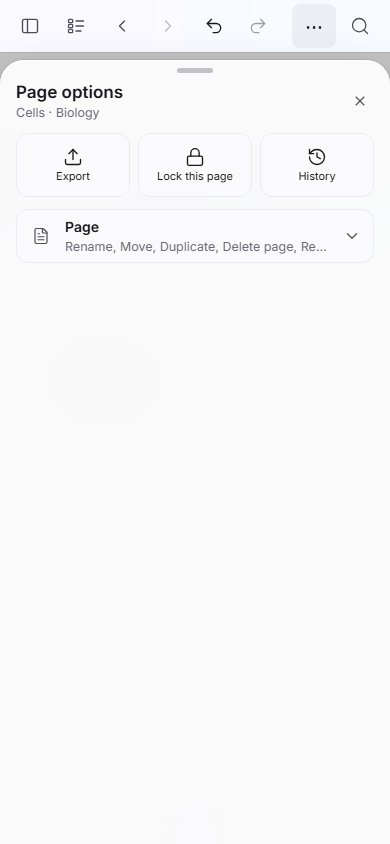 Page options
Cells · Biology
Export
Lock this page
History
Page
Rename, Move, Duplicate, Delete page, Re...